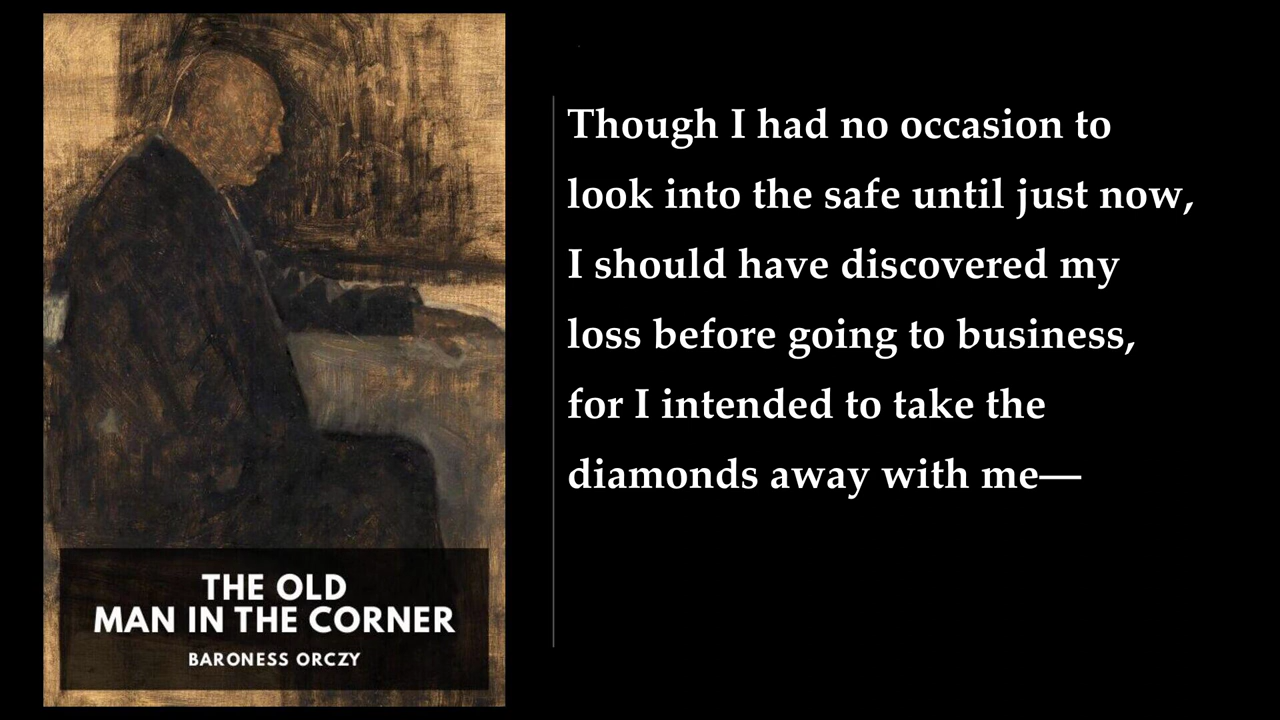 THE OLD
MAN IN THE CORNER
BARONESS ORCZY
Though I had no occasion to
look into the safe until just now,
I should have discovered my
loss before going to business,
for I intended to take the
diamonds away with me—